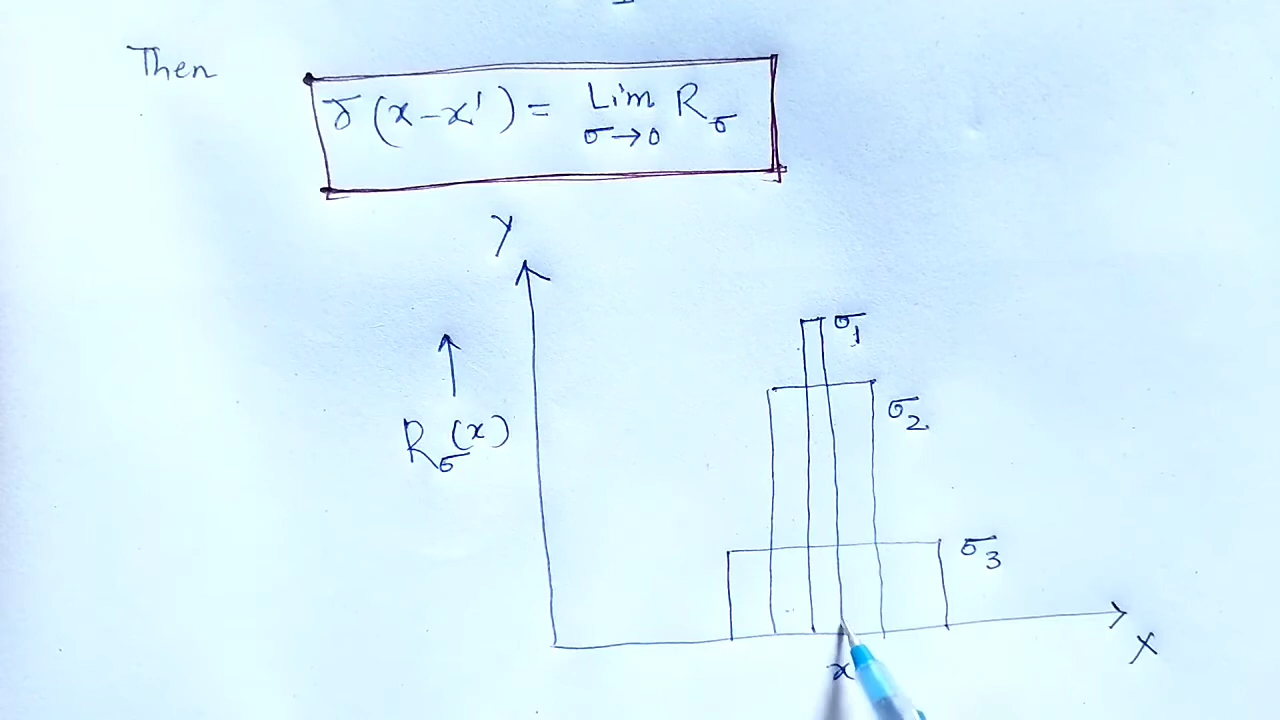 Then
δ(x-x') = Lim σ→0 R_σ
Y
σ1
R_σ(x)
σ2
σ3
X
x